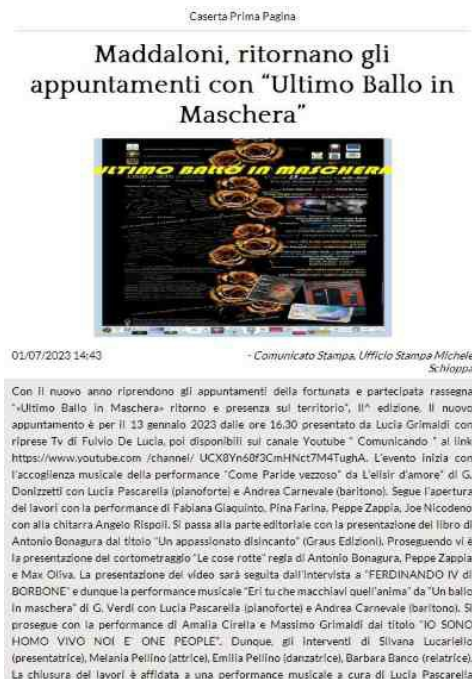 Caserta Prima Pagina
Maddaloni, ritornano gli
appuntamenti con “Ultimo Ballo in
Maschera”
ULTIMO BALLO IN MASCHERA
01/07/2023 14:43
- Comunicato Stampa, Ufficio Stampa Michele
Schioppa
Con il nuovo anno riprendono gli appuntamenti della fortunata e partecipata rassegna
"«Ultimo Ballo in Maschera» ritorno e presenza sul territorio", II^ edizione. Il nuovo
appuntamento è per il 13 gennaio 2023 dalle ore 16.30 presentato da Lucia Grimaldi con
riprese Tv di Fulvio De Lucia, poi disponibili sul canale Youtube " Comunicando " al link
https://www.youtube.com /channel/ UCX8Yn68f3CmHNct7M4TughA. L'evento inizia con
l'accoglienza musicale della performance "Come Paride vezzoso" da L'elisir d'amore" di G.
Donizzetti con Lucia Pascarella (pianoforte) e Andrea Carnevale (baritono). Segue l'apertura
dei lavori con la performance di Fabiana Giaquinto, Pina Farina, Peppe Zappia, Joe Nicodeno
con alla chitarra Angelo Rispoli. Si passa alla parte editoriale con la presentazione del libro di
Antonio Bonagura dal titolo "Un appassionato disincanto" (Graus Edizioni). Proseguendo vi è
la presentazione del cortometraggio "Le cose rotte" regia di Antonio Bonagura, Peppe Zappia
e Max Oliva. La presentazione del video sarà seguita dall'intervista a "FERDINANDO IV di
BORBONE" e dunque la performance musicale "Eri tu che macchiavi quell'anima" da "Un ballo
in maschera" di G. Verdi con Lucia Pascarella (pianoforte) e Andrea Carnevale (baritono). Si
prosegue con la performance di Amalia Cirella e Massimo Grimaldi dal titolo "IO SONO
HOMO VIVO NOI E' ONE PEOPLE". Dunque, gli interventi di Silvana Lucariello
(presentatrice), Melania Pellino (attrice), Emilia Pellino (danzatrice), Barbara Banco (relatrice).
La chiusura dei lavori è affidata a una performance musicale a cura di Lucia Pascarella